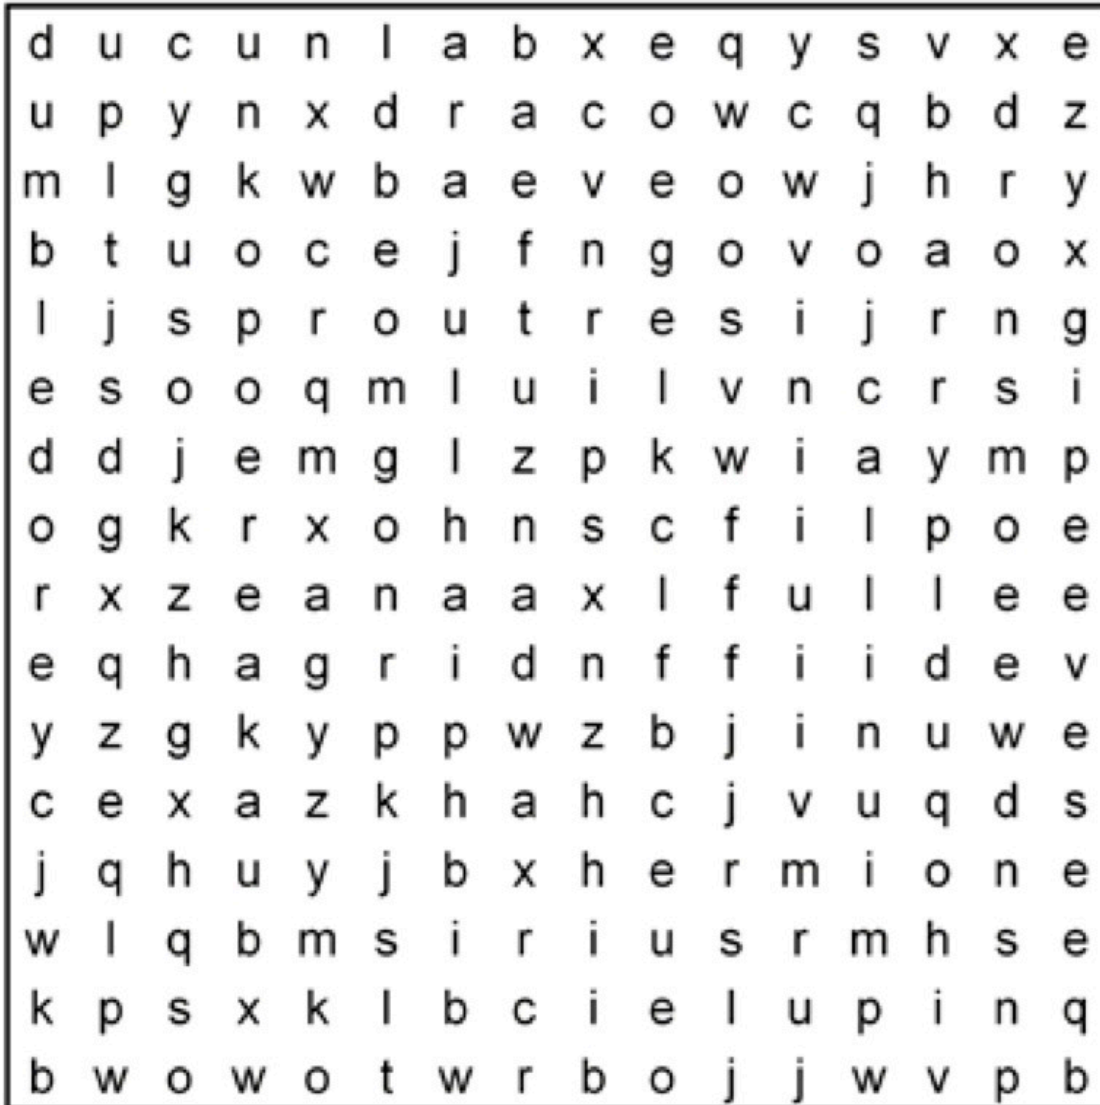 d u c u n l a b x e q y s v x e
u p y n x d r a c o w c q b d z
m l g k w b a e v e o w j h r y
b t u o c e j f n g o v o a o x
l j s p r o u t r e s i j r n g
e s o o q m l u i l v n c r s i
d d j e m g l z p k w i a y m p
o g k r x o h n s c f i l p o e
r x z e a n a a x l f u l l e e
e q h a g r i d n f f i i d e v
y z g k y p p w z b j i n u w e
c e x a z k h a h c j v u q d s
j q h u y j b x h e r m i o n e
w l q b m s i r i u s r m h s e
k p s x k l b c i e l u p i n q
b w o w o t w r b o j j w v p b